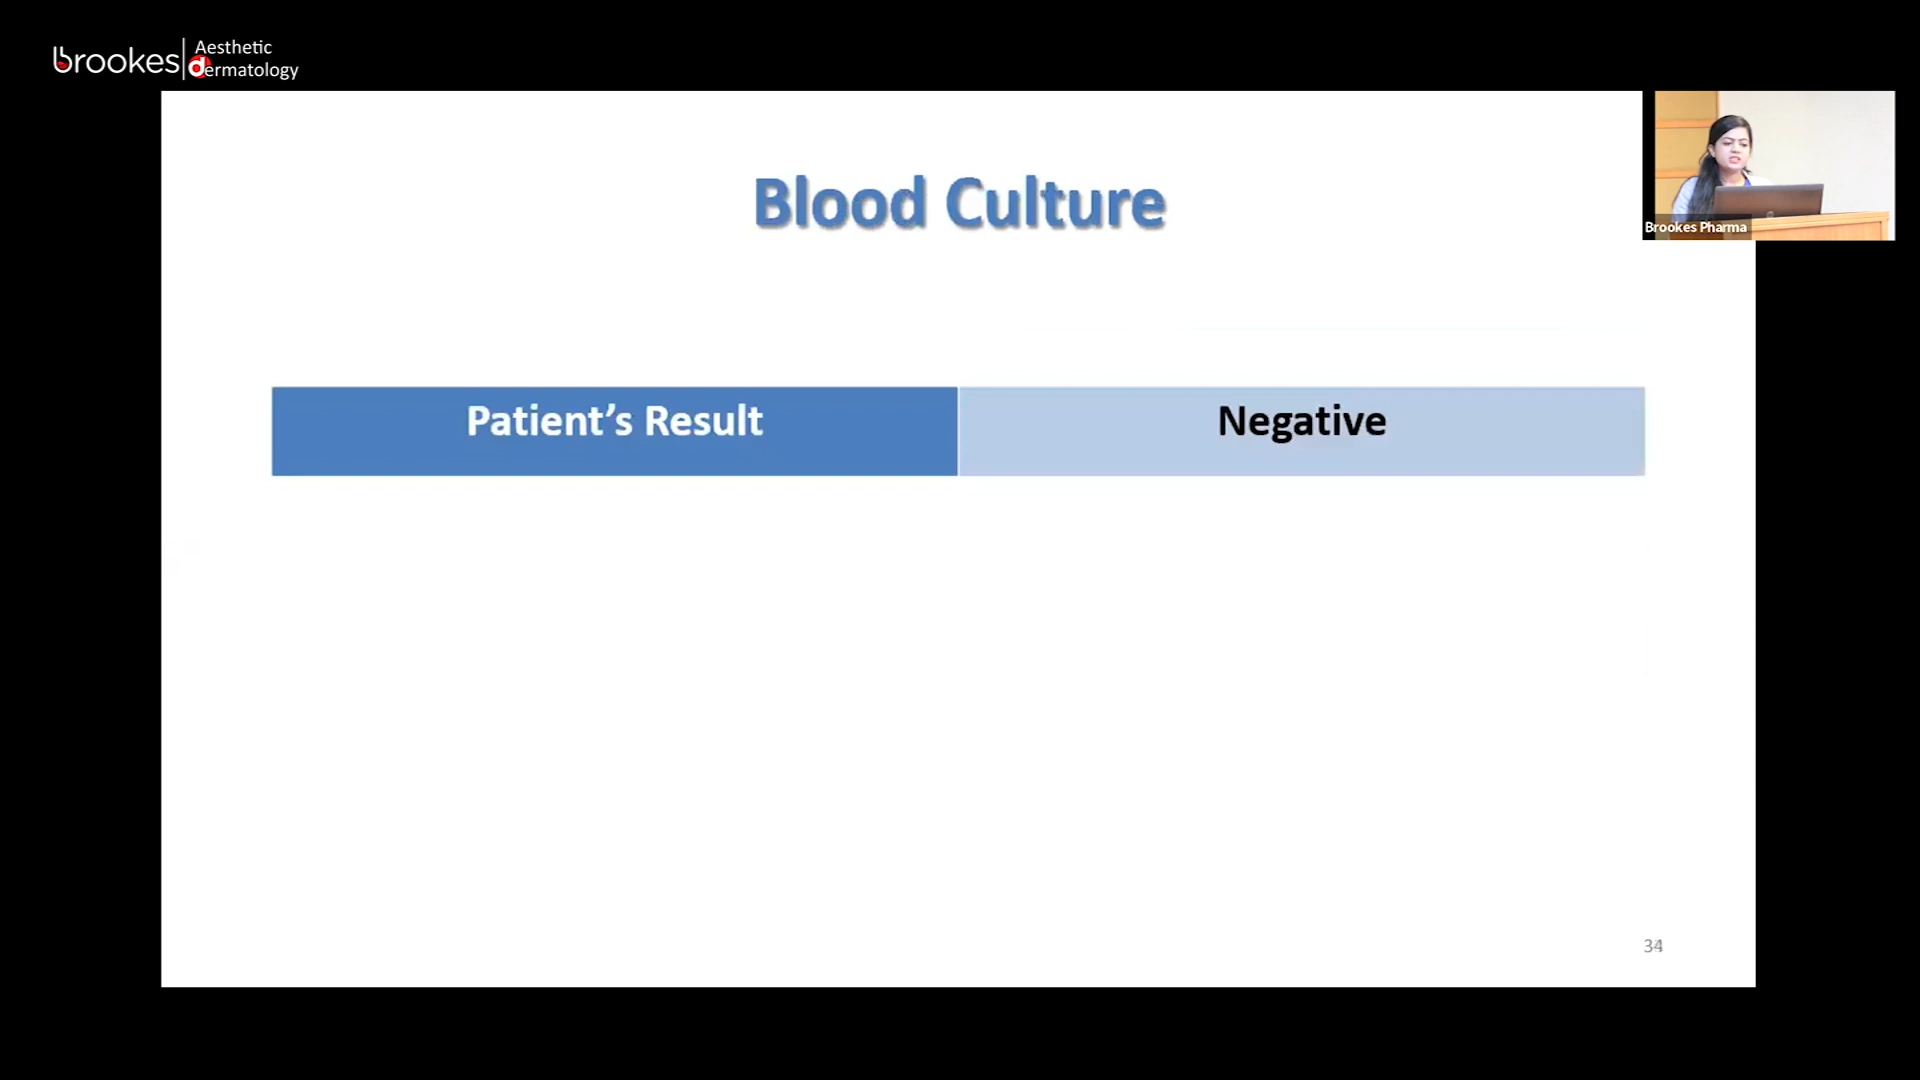 brookes
Aesthetic
dermatology
Blood Culture
Brookes Pharma
Patient’s Result
Negative
34